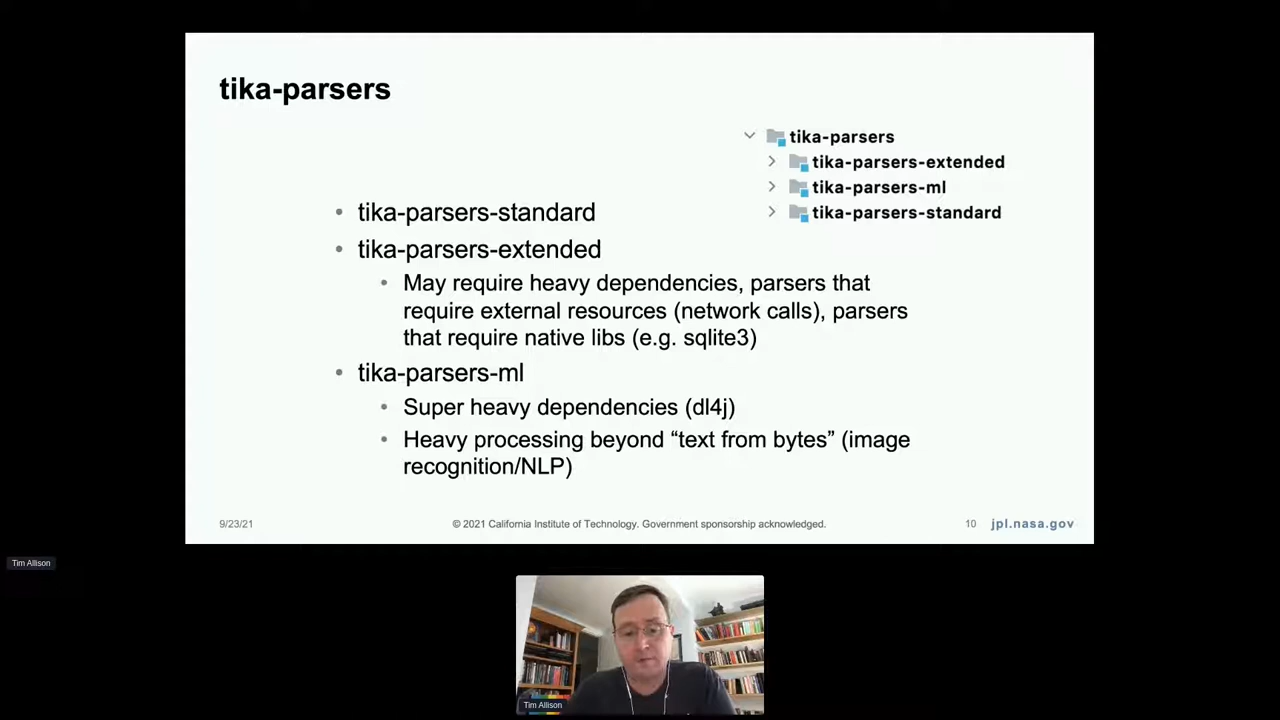 tika-parsers
tika-parsers
tika-parsers-extended
tika-parsers-ml
tika-parsers-standard
• tika-parsers-standard
• tika-parsers-extended
• May require heavy dependencies, parsers that
require external resources (network calls), parsers
that require native libs (e.g. sqlite3)
• tika-parsers-ml
• Super heavy dependencies (dl4j)
• Heavy processing beyond “text from bytes” (image
recognition/NLP)
9/23/21
© 2021 California Institute of Technology. Government sponsorship acknowledged.
10
jpl.nasa.gov
Tim Allison
Tim Allison